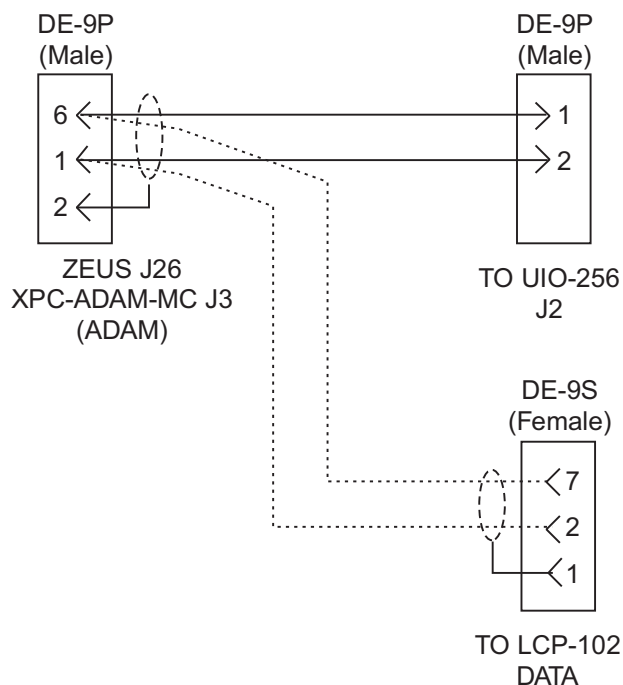 DE-9P
(Male)
6
1
2
ZEUS J26
XPC-ADAM-MC J3
(ADAM)
DE-9P
(Male)
1
2
TO UIO-256
J2
DE-9S
(Female)
7
2
1
TO LCP-102
DATA